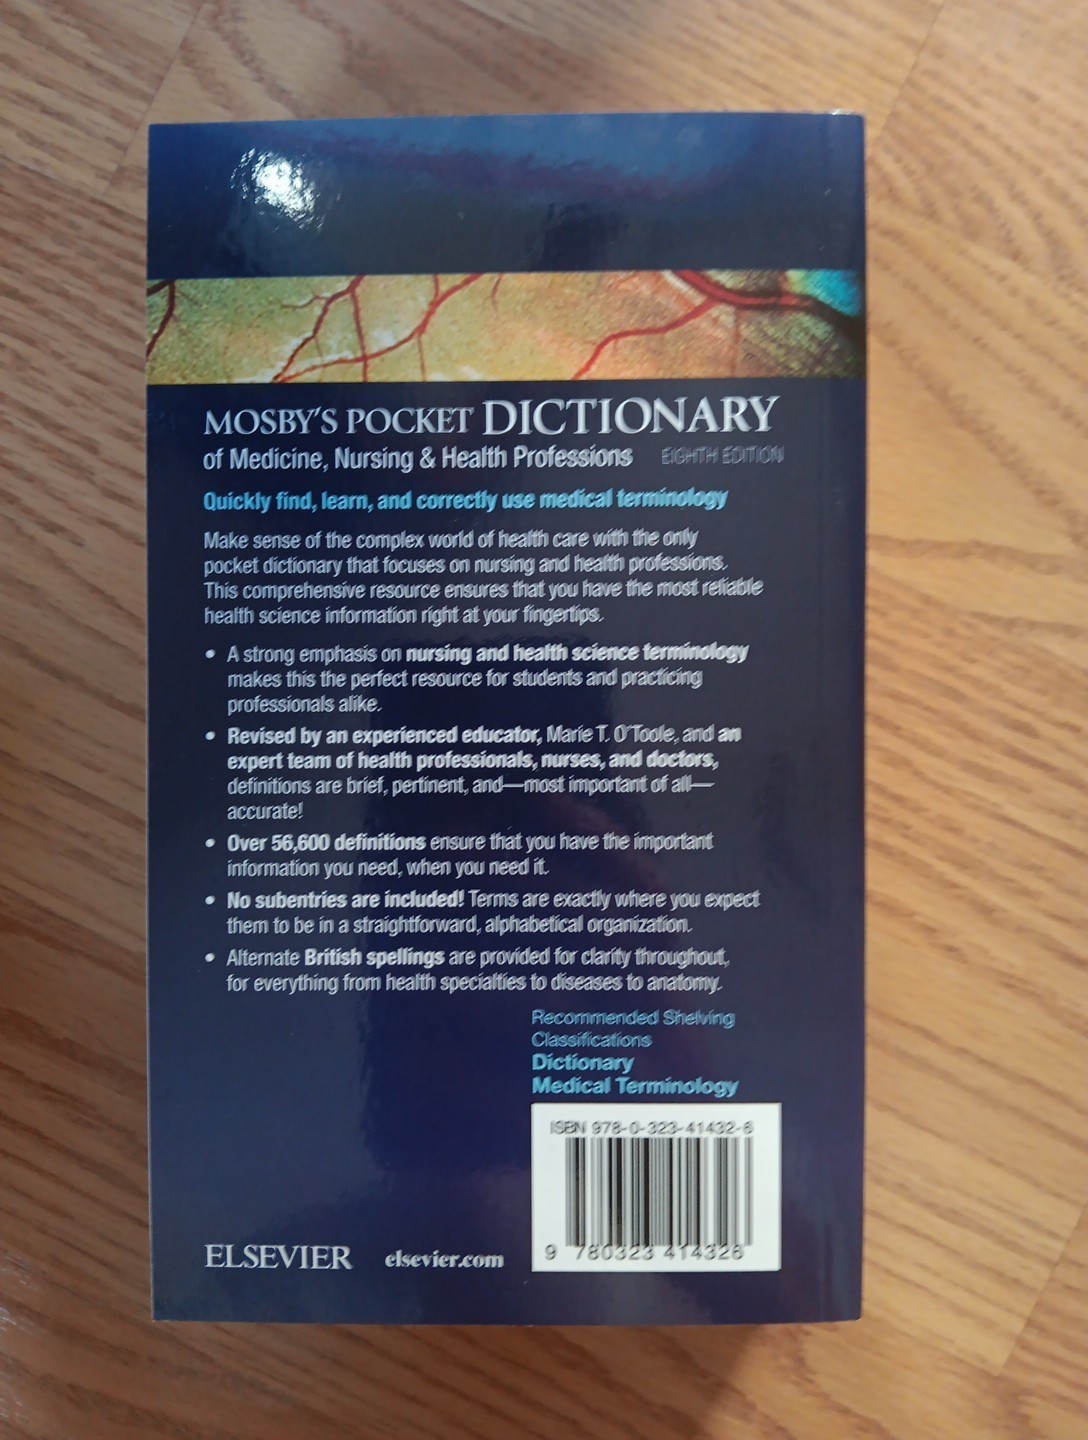 MOSBY'S POCKET DICTIONARY
of Medicine, Nursing & Health Professions EIGHTH EDITION
Quickly find, learn, and correctly use medical terminology
Make sense of the complex world of health care with the only
pocket dictionary that focuses on nursing and health professions.
This comprehensive resource ensures that you have the most reliable
health science information right at your fingertips.
• A strong emphasis on nursing and health science terminology
makes this the perfect resource for students and practicing
professionals alike.
• Revised by an experienced educator, Marie T. O'Toole, and an
expert team of health professionals, nurses, and doctors,
definitions are brief, pertinent, and—most important of all—
accurate!
• Over 56,600 definitions ensure that you have the important
information you need, when you need it.
• No subentries are included! Terms are exactly where you expect
them to be in a straightforward, alphabetical organization.
• Alternate British spellings are provided for clarity throughout,
for everything from health specialties to diseases to anatomy.
Recommended Shelving
Classifications
Dictionary
Medical Terminology
ISBN 978-0-323-41432-6
9 780323 414326
ELSEVIER elsevier.com